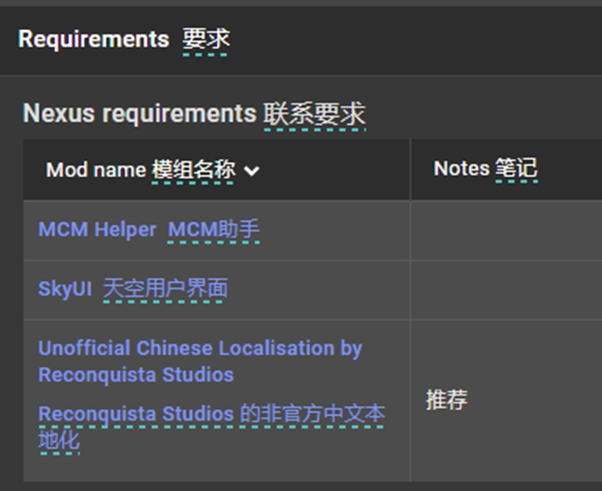 Requirements 要求
Nexus requirements 联系要求
Mod name 模组名称 Notes 笔记
MCM Helper MCM助手
SkyUI 天空用户界面
Unofficial Chinese Localisation by
Reconquista Studios
Reconquista Studios 的非官方中文本
地化
推荐